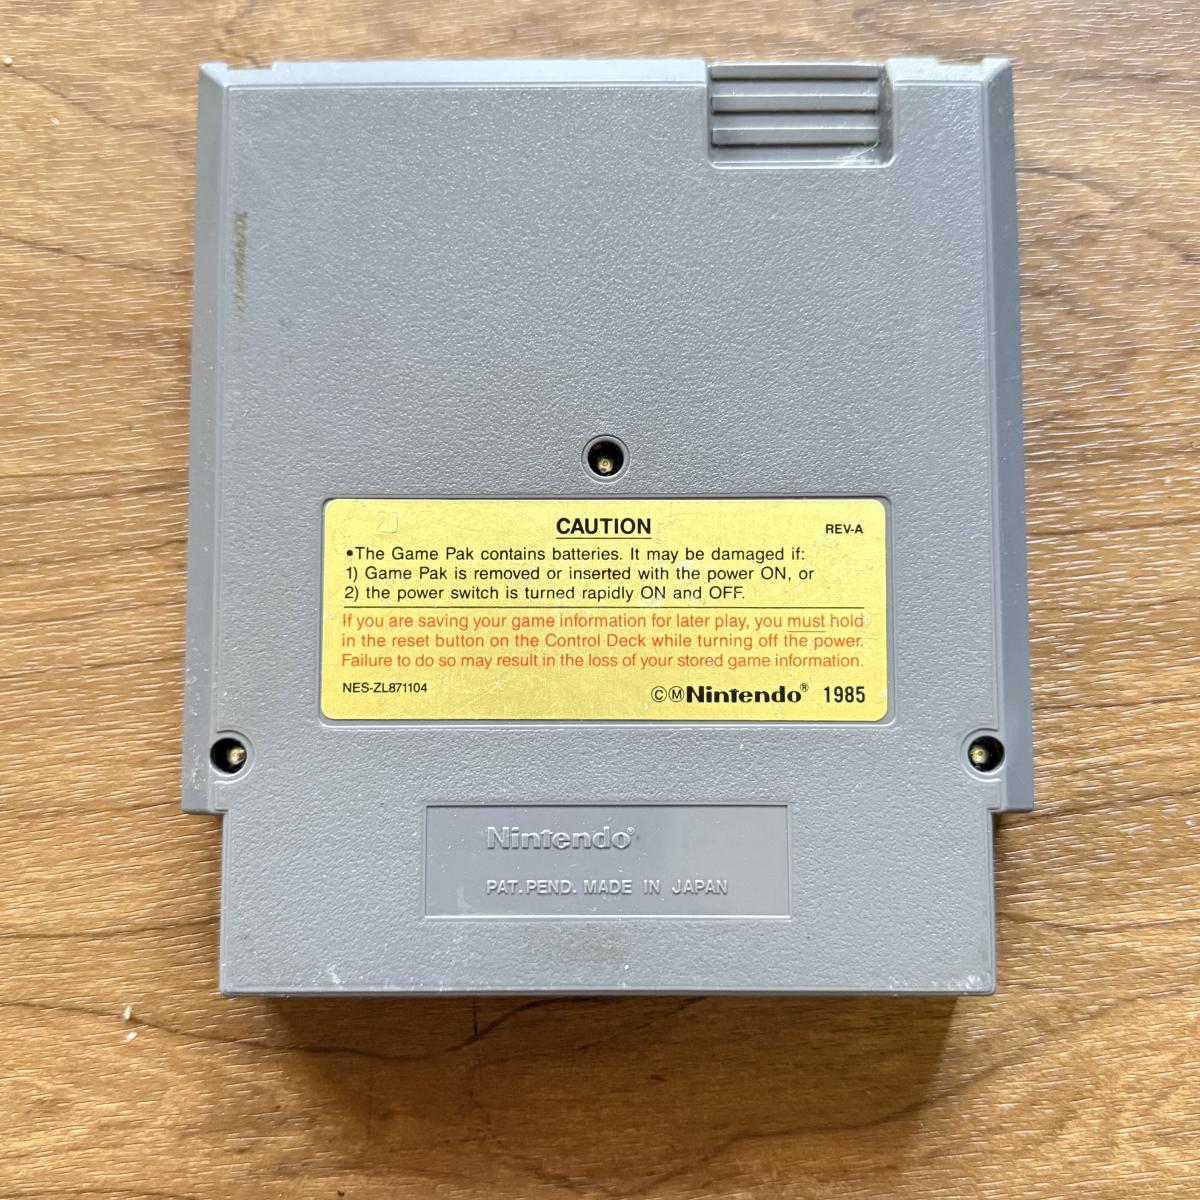 20
CAUTION
REV-A
•The Game Pak contains batteries. It may be damaged if:
1) Game Pak is removed or inserted with the power ON, or
2) the power switch is turned rapidly ON and OFF.
If you are saving your game information for later play, you must hold
in the reset button on the Control Deck while turning off the power.
Failure to do so may result in the loss of your stored game information.
NES-ZL871104
©ⓂNintendo® 1985
Nintendo®
PAT. PEND. MADE IN JAPAN